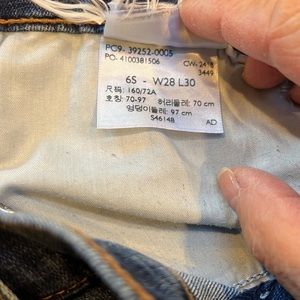 PC9- 39252-0005
PO- 4100381506 CW-2418
3449
6S - W28 L30
尺码: 160/72A
호칭: 70-97 허리둘레: 70 cm
엉덩이둘레: 97 cm
S4614B AD